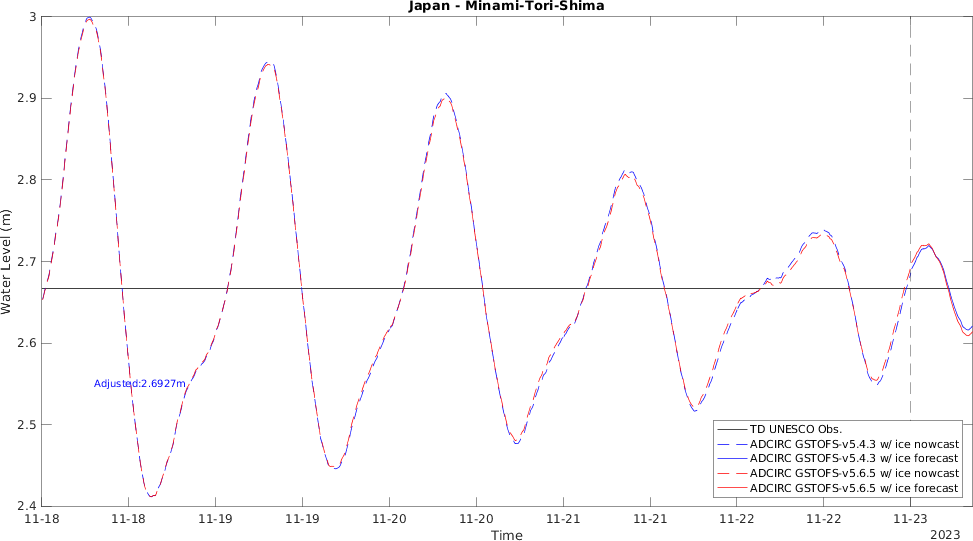 Japan - Minami-Tori-Shima
3
2.9
2.8
2.7
2.6
2.5
2.4
Water Level (m)
Adjusted:2.6927m
TD UNESCO Obs.
ADCIRC GSTOFS-v5.4.3 w/ ice nowcast
ADCIRC GSTOFS-v5.4.3 w/ ice forecast
ADCIRC GSTOFS-v5.6.5 w/ ice nowcast
ADCIRC GSTOFS-v5.6.5 w/ ice forecast
11-18 11-18 11-19 11-19 11-20 11-20 11-21 11-21 11-22 11-22 11-23
Time
2023